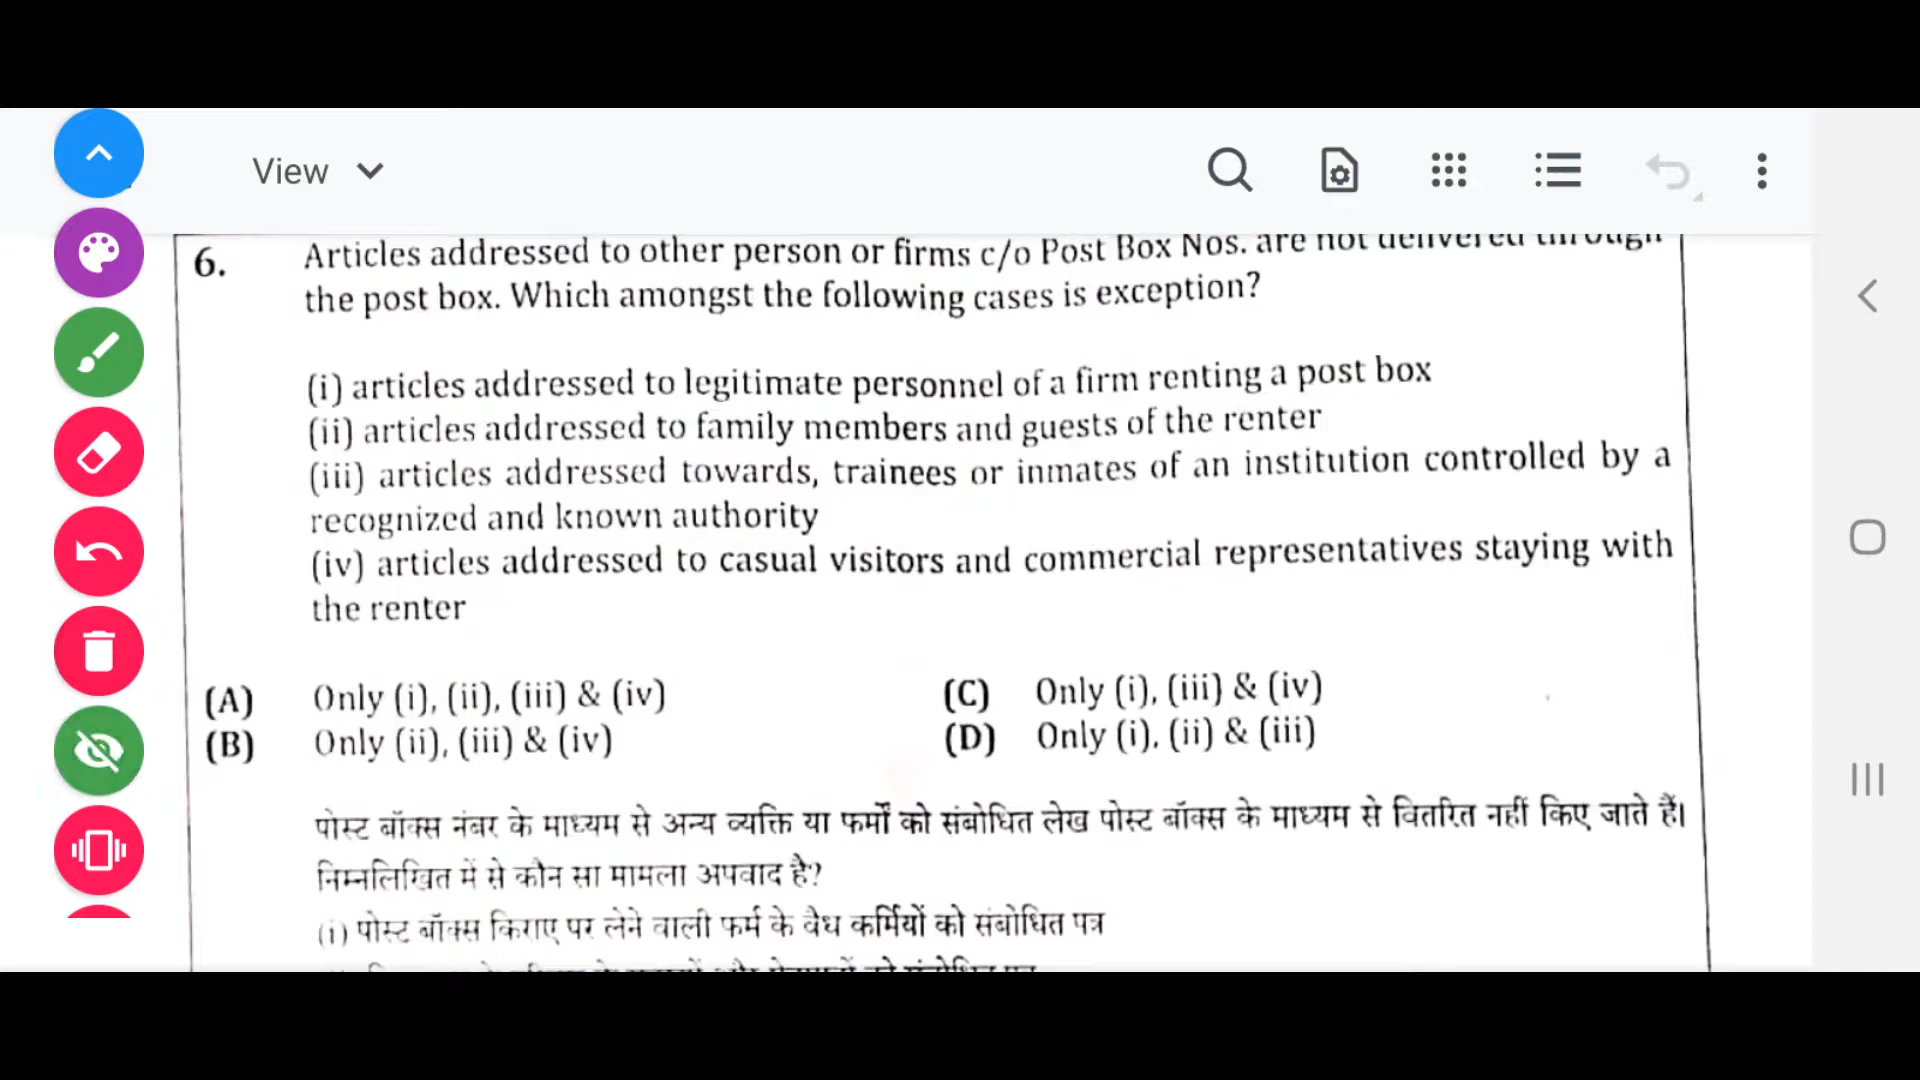 View
6. Articles addressed to other person or firms c/o Post Box Nos. are not delivered through
the post box. Which amongst the following cases is exception?
(i) articles addressed to legitimate personnel of a firm renting a post box
(ii) articles addressed to family members and guests of the renter
(iii) articles addressed towards, trainees or inmates of an institution controlled by a
recognized and known authority
(iv) articles addressed to casual visitors and commercial representatives staying with
the renter
(A) Only (i), (ii), (iii) & (iv) (C) Only (i), (iii) & (iv)
(B) Only (ii), (iii) & (iv) (D) Only (i), (ii) & (iii)
पोस्ट बॉक्स नंबर के माध्यम से अन्य व्यक्ति या फर्मों को संबोधित लेख पोस्ट बॉक्स के माध्यम से वितरित नहीं किए जाते हैं।
निम्नलिखित में से कौन सा मामला अपवाद है?
(i) पोस्ट बॉक्स किराए पर लेने वाली फर्म के वैध कर्मियों को संबोधित पत्र